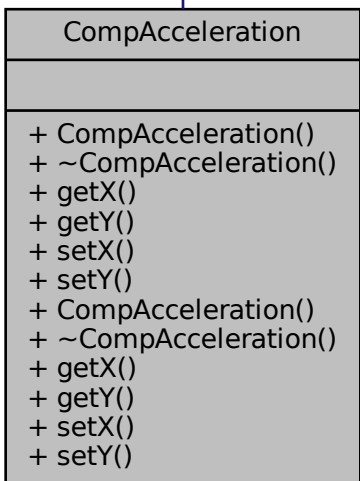 CompAcceleration
+ CompAcceleration()
+ ~CompAcceleration()
+ getX()
+ getY()
+ setX()
+ setY()
+ CompAcceleration()
+ ~CompAcceleration()
+ getX()
+ getY()
+ setX()
+ setY()